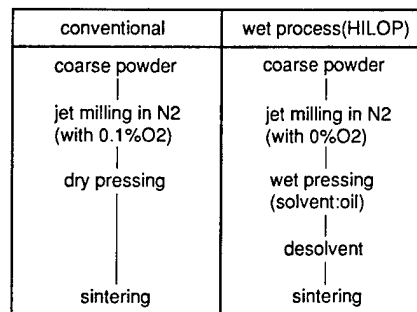 conventional
coarse powder
jet milling in N2
(with 0.1%O2)
dry pressing
sintering
wet process(HILOP)
coarse powder
jet milling in N2
(with 0%O2)
wet pressing
(solvent:oil)
desolvent
sintering